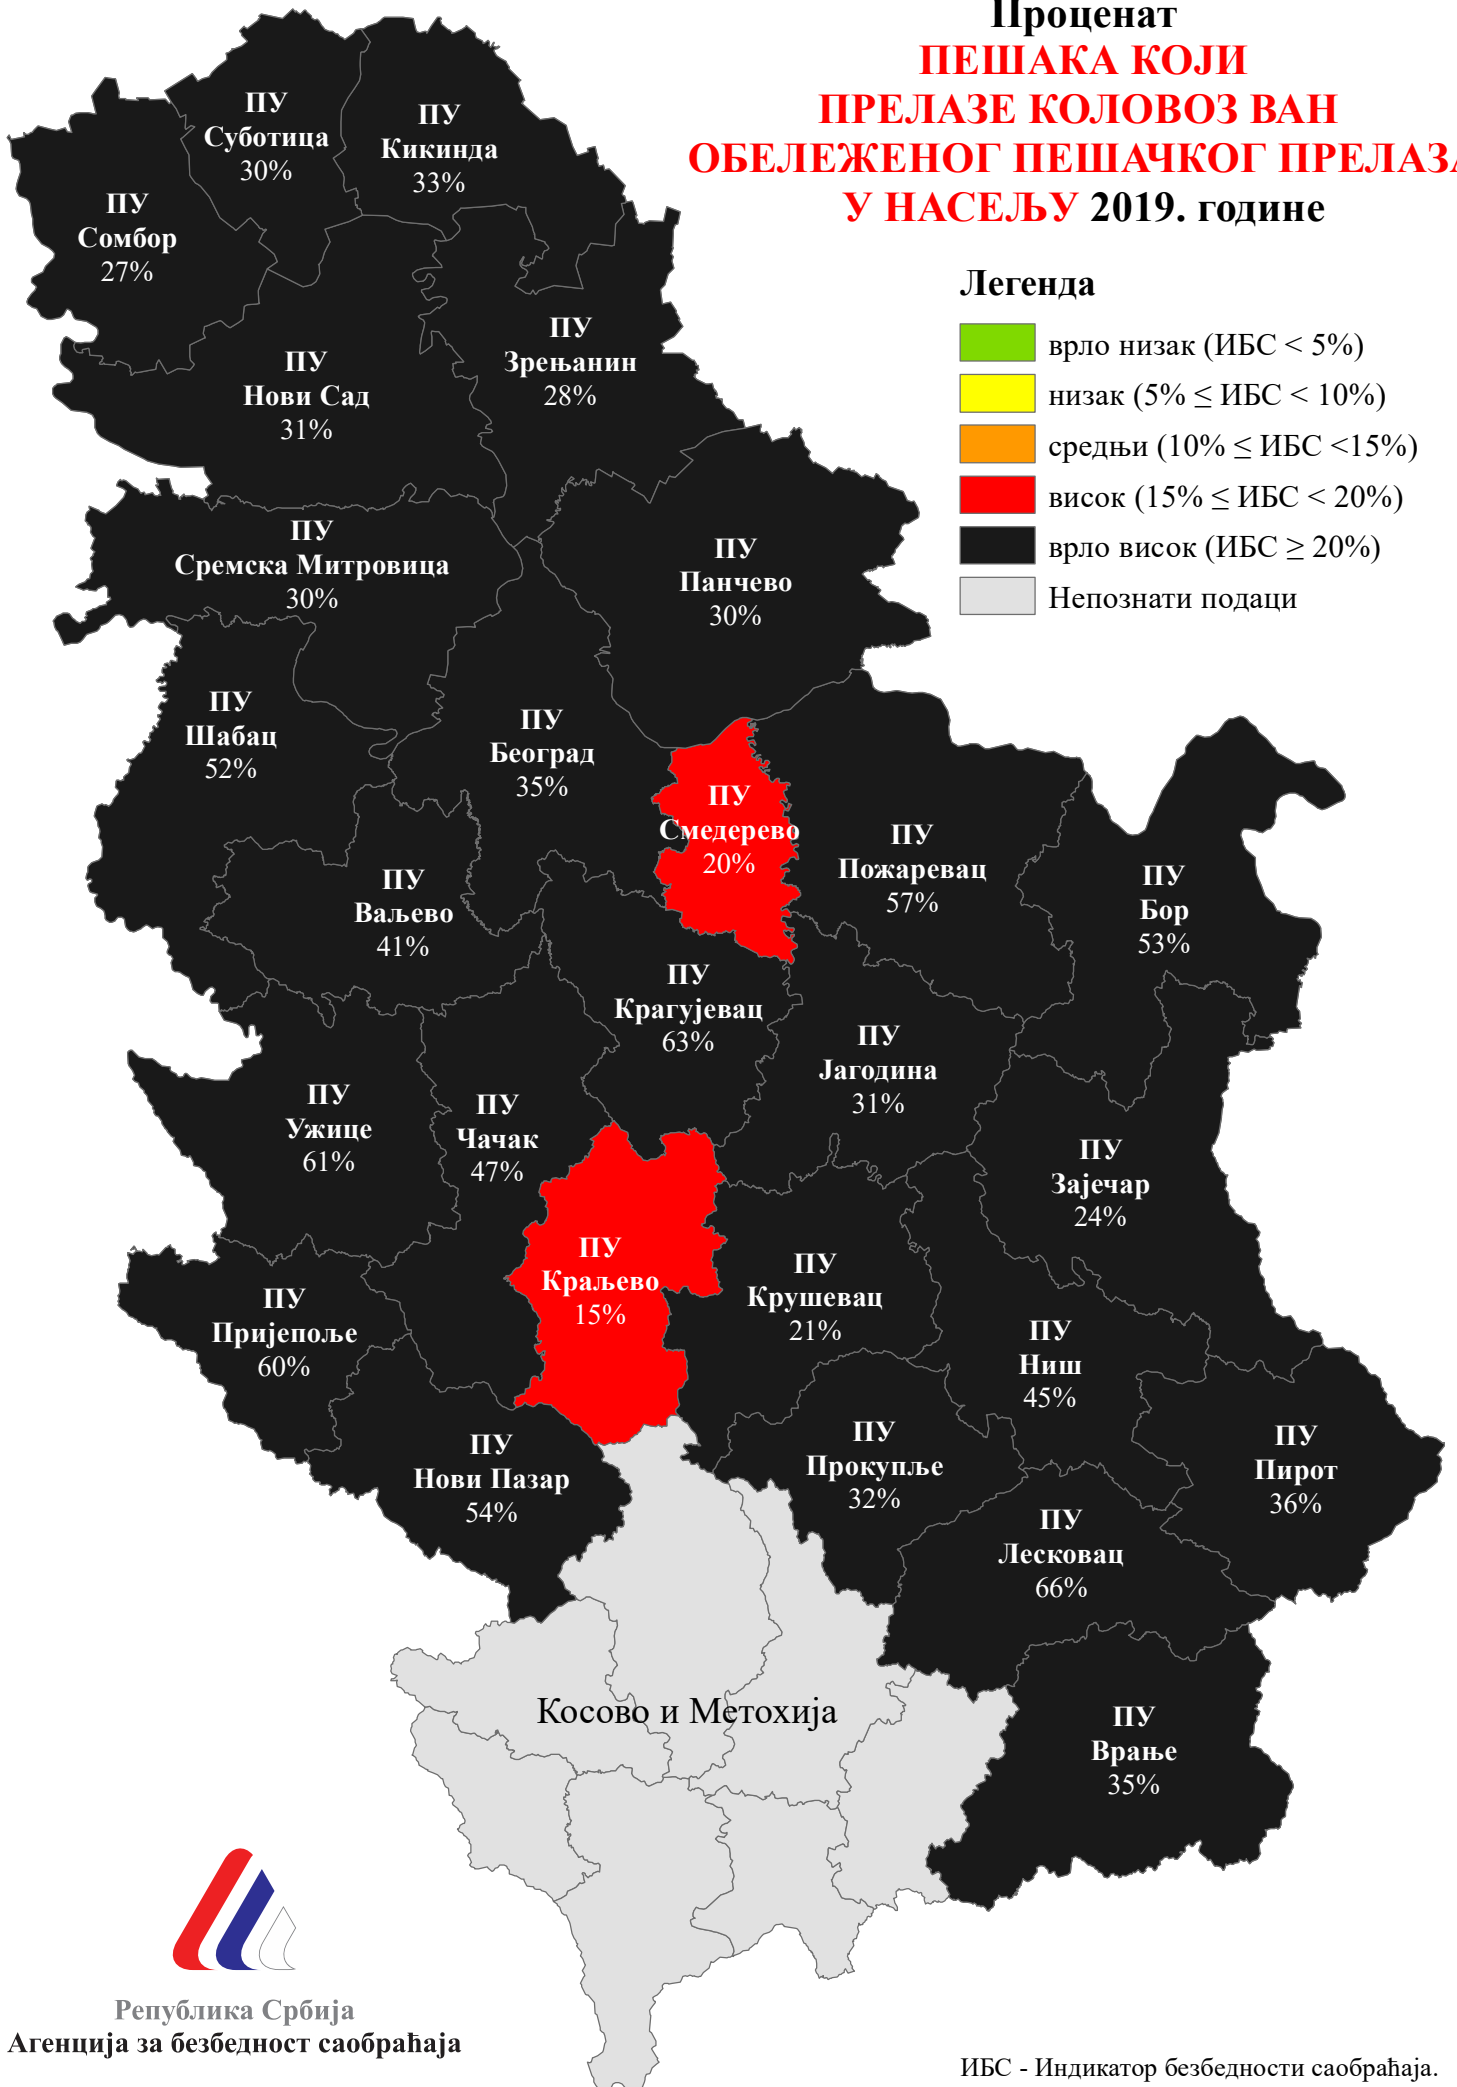 Проценат
ПЕШАКА КОЈИ
ПРЕЛАЗЕ КОЛОВОЗ ВАН
ОБЕЛЕЖЕНОГ ПЕШАЧКОГ ПРЕЛАЗА
У НАСЕЉУ 2019. године
Легенда
врло низак (ИБС < 5%)
низак (5% ≤ ИБС < 10%)
средњи (10% ≤ ИБС <15%)
висок (15% ≤ ИБС < 20%)
врло висок (ИБС ≥ 20%)
Непознати подаци
ПУ
Суботица
30%
ПУ
Кикинда
33%
ПУ
Сомбор
27%
ПУ
Зрењанин
28%
ПУ
Нови Сад
31%
ПУ
Сремска Митровица
30%
ПУ
Панчево
30%
ПУ
Шабац
52%
ПУ
Београд
35%
ПУ
Смедерево
20%
ПУ
Пожаревац
57%
ПУ
Бор
53%
ПУ
Ваљево
41%
ПУ
Крагујевац
63%
ПУ
Јагодина
31%
ПУ
Ужице
61%
ПУ
Чачак
47%
ПУ
Зајечар
24%
ПУ
Краљево
15%
ПУ
Крушевац
21%
ПУ
Пријепоље
60%
ПУ
Ниш
45%
ПУ
Нови Пазар
54%
ПУ
Прокупље
32%
ПУ
Пирот
36%
ПУ
Лесковац
66%
Косово и Метохија
ПУ
Врање
35%
Република Србија
Агенција за безбедност саобраћаја
ИБС - Индикатор безбедности саобраћаја.